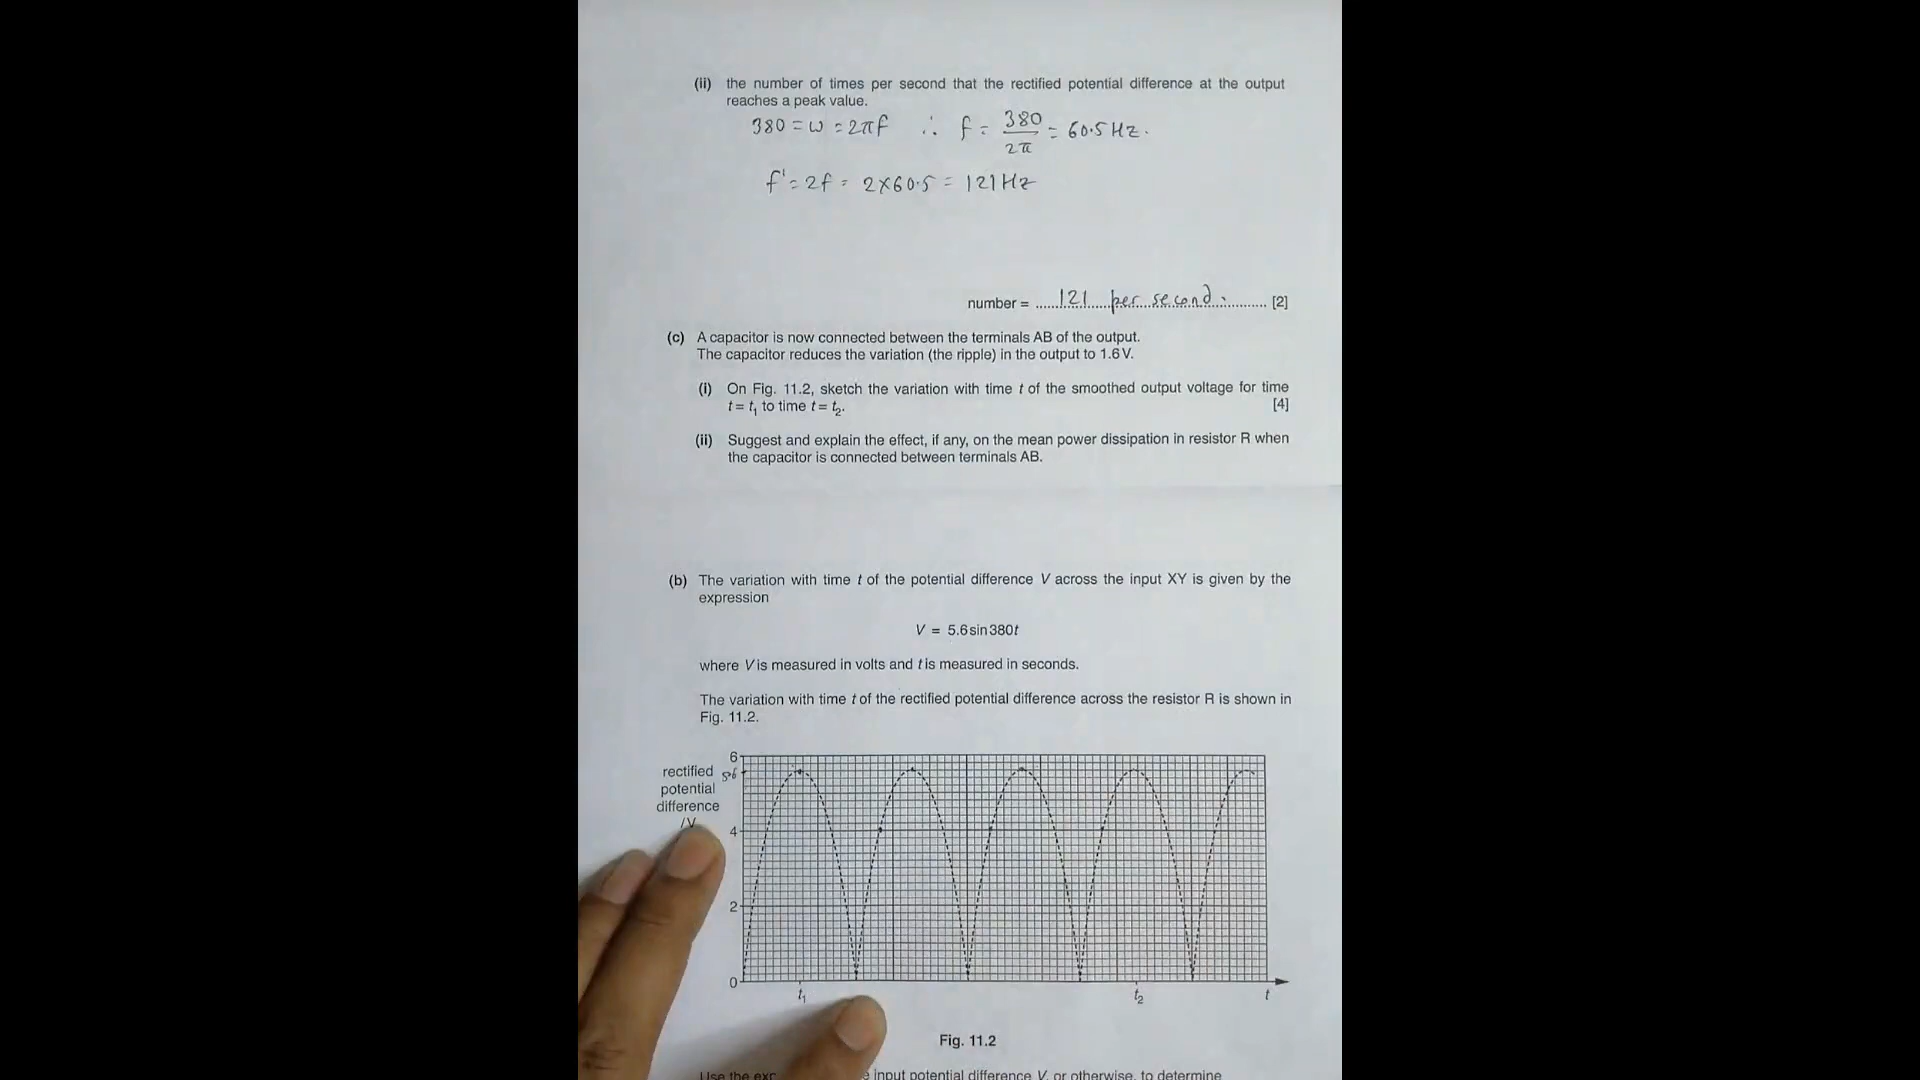 (ii) the number of times per second that the rectified potential difference at the output
reaches a peak value.
380 = ω = 2πf ∴ f = 380/2π = 60.5 Hz.
f' = 2f = 2×60.5 = 121 Hz
number = ......121 per second........ [2]
(c) A capacitor is now connected between the terminals AB of the output.
The capacitor reduces the variation (the ripple) in the output to 1.6V.
(i) On Fig. 11.2, sketch the variation with time t of the smoothed output voltage for time
t = t₁ to time t = t₂. [4]
(ii) Suggest and explain the effect, if any, on the mean power dissipation in resistor R when
the capacitor is connected between terminals AB.
(b) The variation with time t of the potential difference V across the input XY is given by the
expression
V = 5.6 sin 380t
where V is measured in volts and t is measured in seconds.
The variation with time t of the rectified potential difference across the resistor R is shown in
Fig. 11.2.
6
rectified 5.6
potential
difference
/V
4
2
0
t₁ t₂ t
Fig. 11.2
Use the input potential difference V, or otherwise, to determine